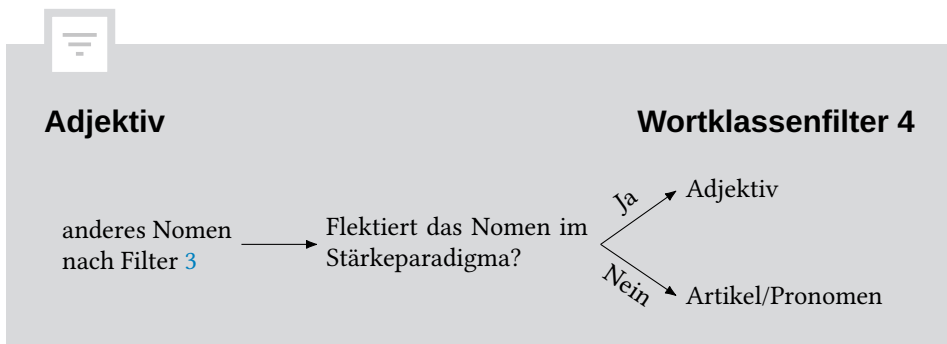 Adjektiv
Wortklassenfilter 4
anderes Nomen
nach Filter 3
Flektiert das Nomen im
Stärkeparadigma?
Ja
Adjektiv
Nein
Artikel/Pronomen